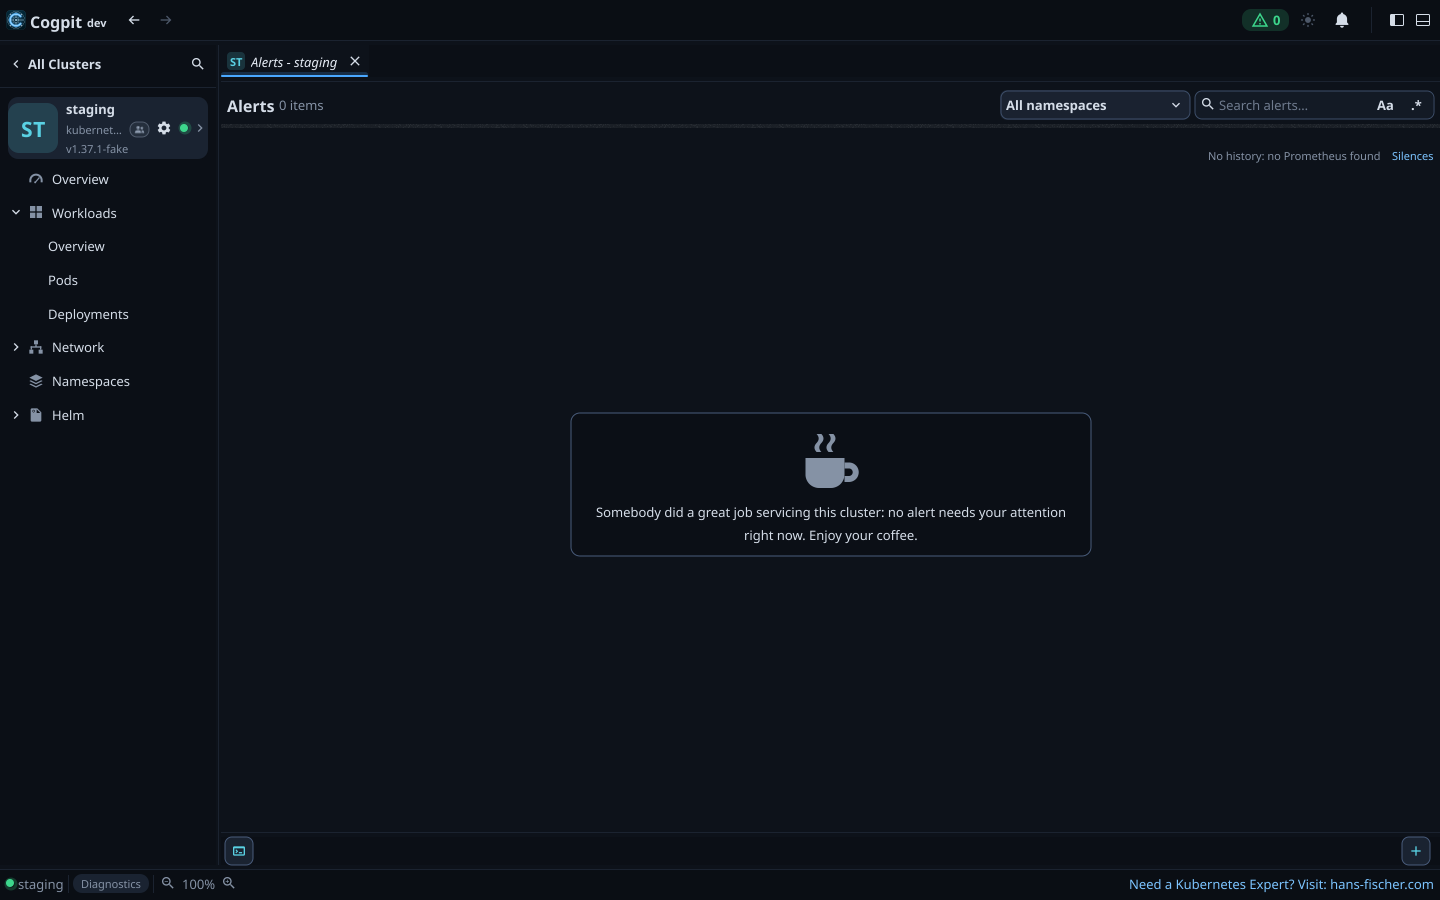 Cogpit dev
0
All Clusters
ST Alerts - staging
ST
staging
kubernet...
v1.37.1-fake
Alerts 0 items
All namespaces
Search alerts...
Aa
.*
No history: no Prometheus found
Silences
Overview
Workloads
Overview
Pods
Deployments
Network
Namespaces
Helm
Somebody did a great job servicing this cluster: no alert needs your attention
right now. Enjoy your coffee.
staging
Diagnostics
100%
Need a Kubernetes Expert? Visit: hans-fischer.com